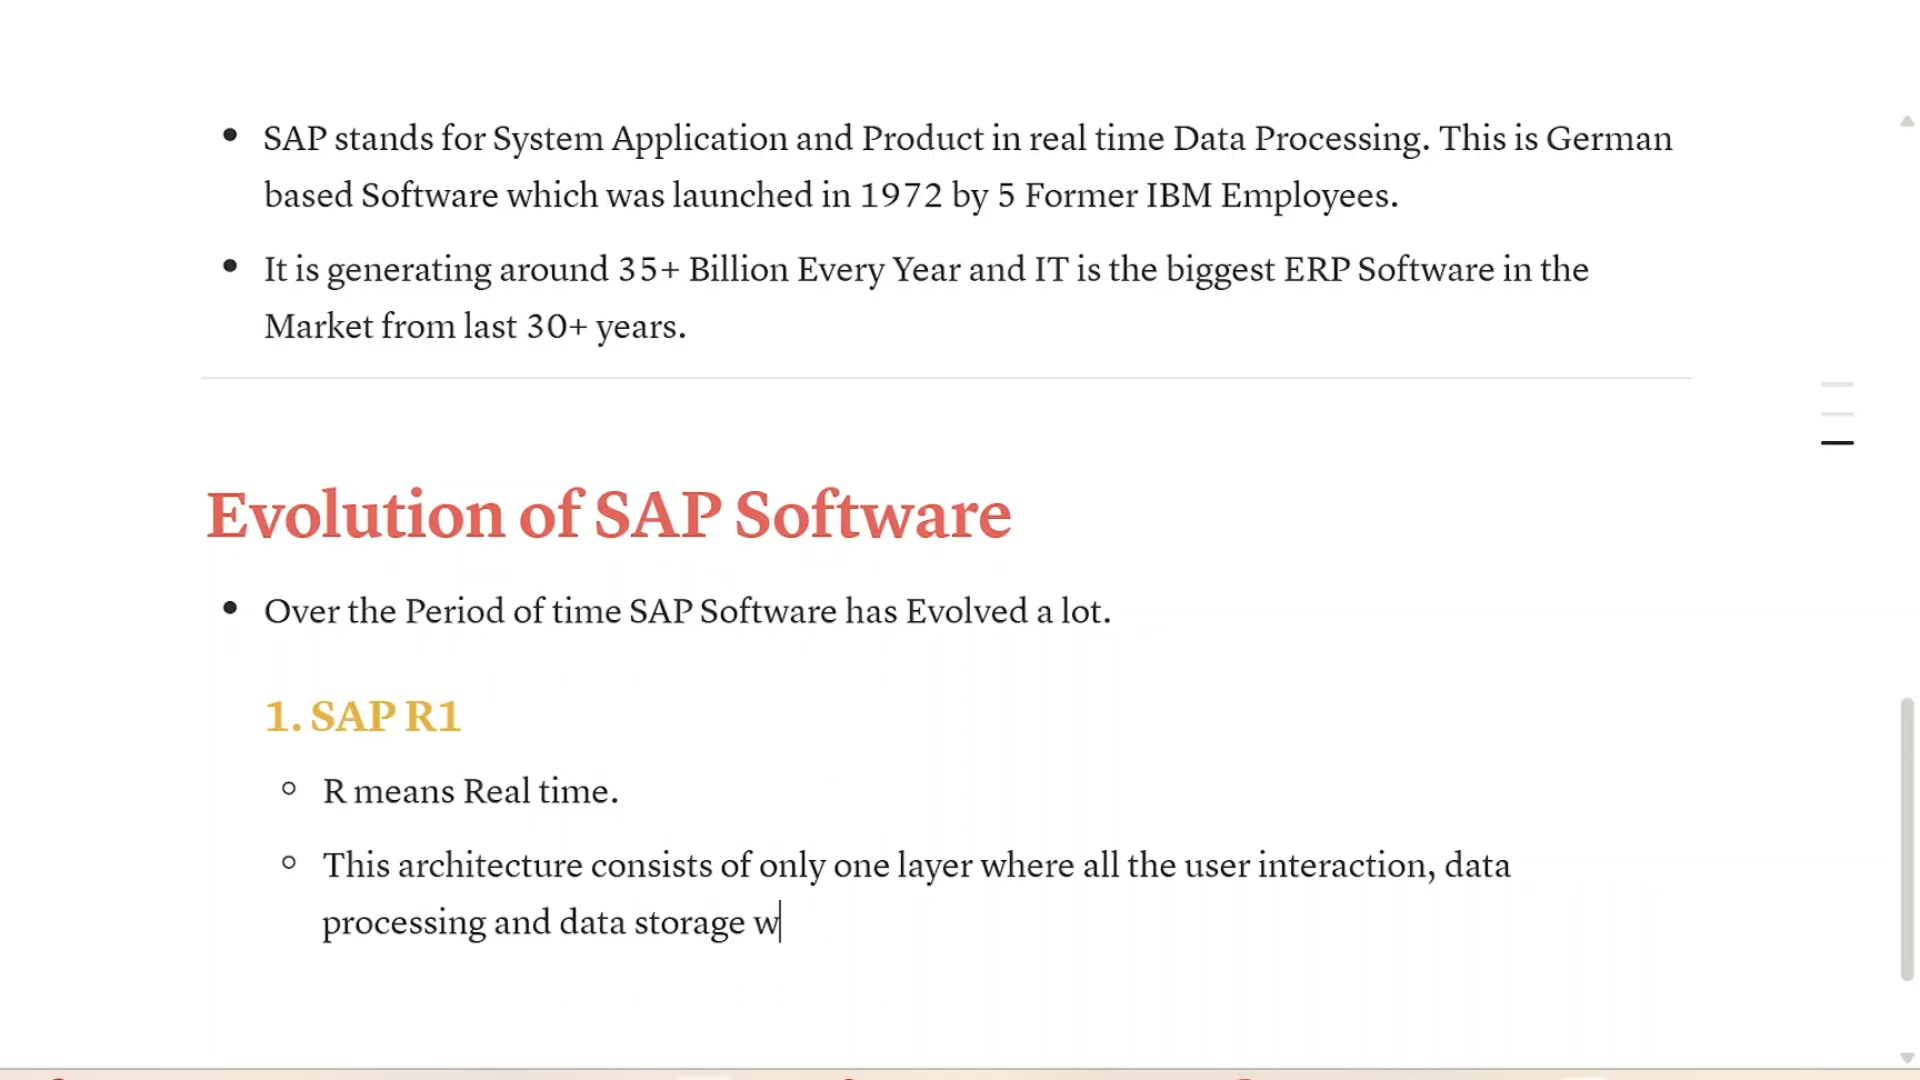 • SAP stands for System Application and Product in real time Data Processing. This is German
based Software which was launched in 1972 by 5 Former IBM Employees.
• It is generating around 35+ Billion Every Year and IT is the biggest ERP Software in the
Market from last 30+ years.
Evolution of SAP Software
• Over the Period of time SAP Software has Evolved a lot.
1. SAP R1
◦ R means Real time.
◦ This architecture consists of only one layer where all the user interaction, data
processing and data storage w